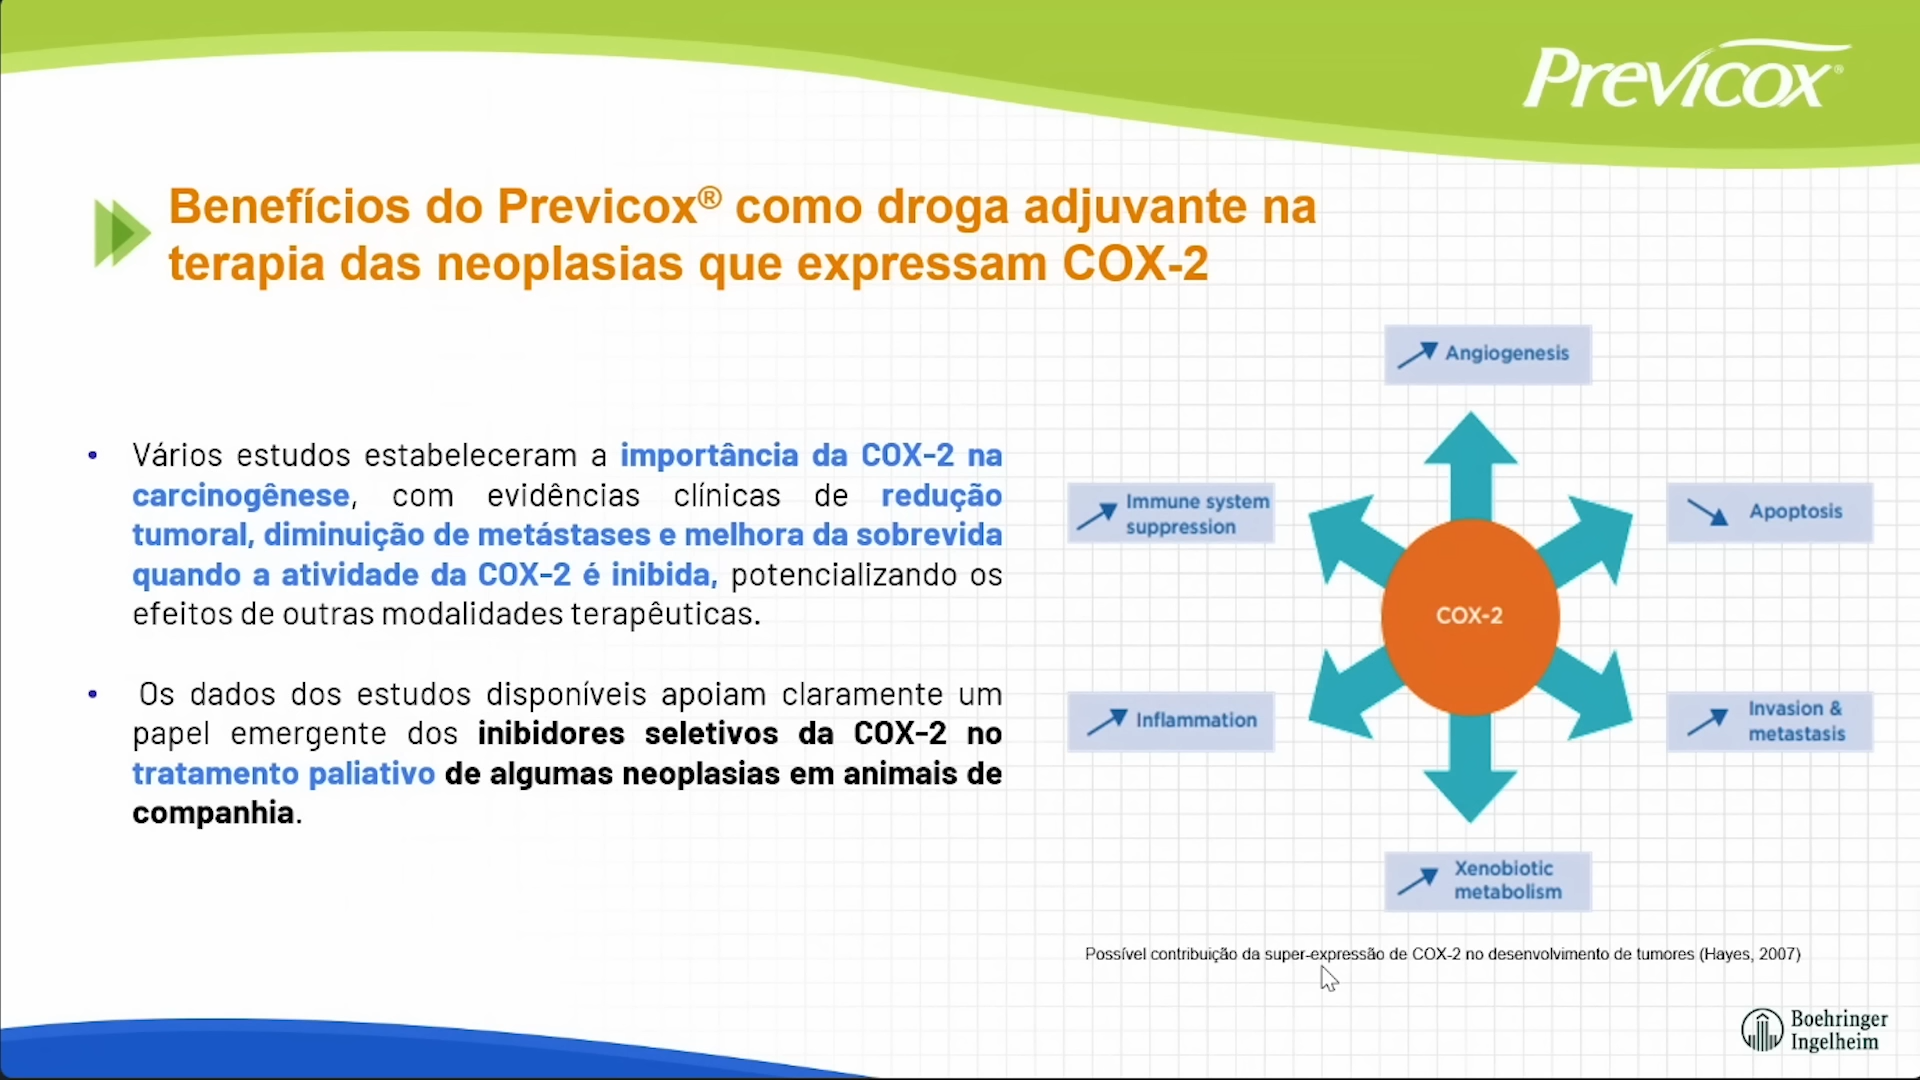 Previcox®
Benefícios do Previcox® como droga adjuvante na
terapia das neoplasias que expressam COX-2
• Vários estudos estabeleceram a importância da COX-2 na
carcinogênese, com evidências clínicas de redução
tumoral, diminuição de metástases e melhora da sobrevida
quando a atividade da COX-2 é inibida, potencializando os
efeitos de outras modalidades terapêuticas.
• Os dados dos estudos disponíveis apoiam claramente um
papel emergente dos inibidores seletivos da COX-2 no
tratamento paliativo de algumas neoplasias em animais de
companhia.
Angiogenesis
Immune system
suppression
Apoptosis
COX-2
Inflammation
Invasion &
metastasis
Xenobiotic
metabolism
Possível contribuição da super-expressão de COX-2 no desenvolvimento de tumores (Hayes, 2007)
Boehringer
Ingelheim